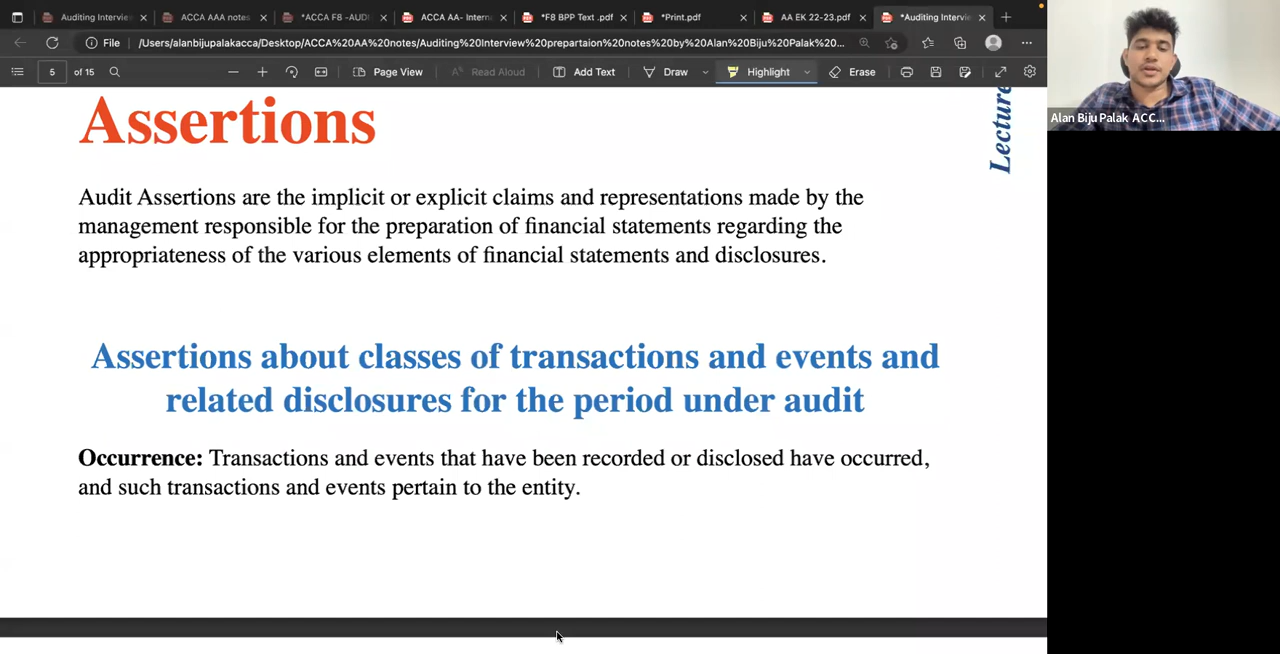 Auditing Interview
ACCA AAA notes
*ACCA F8 -AUDI
ACCA AA- Intern
*F8 BPP Text .pdf
*Print.pdf
AA EK 22-23.pdf
*Auditing Intervie
File
/Users/alanbijupalakacca/Desktop/ACCA%20AA%20notes/Auditing%20Interview%20prepartaion%20notes%20by%20Alan%20Biju%20Palak%20...
5 of 15
Page View
Read Aloud
Add Text
Draw
Highlight
Erase
Alan Biju Palak ACC...
Lecture
Assertions
Audit Assertions are the implicit or explicit claims and representations made by the
management responsible for the preparation of financial statements regarding the
appropriateness of the various elements of financial statements and disclosures.
Assertions about classes of transactions and events and
related disclosures for the period under audit
Occurrence: Transactions and events that have been recorded or disclosed have occurred,
and such transactions and events pertain to the entity.